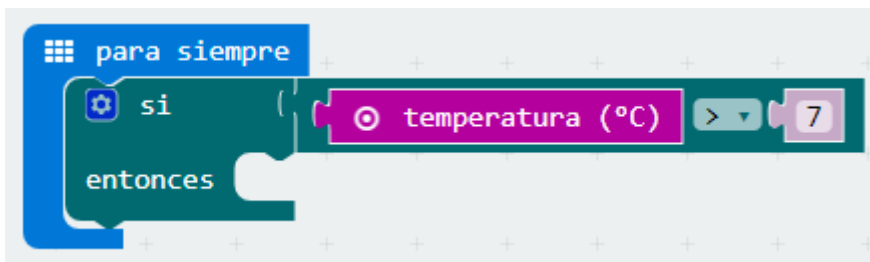 para siempre
si temperatura (°C) > 7
entonces